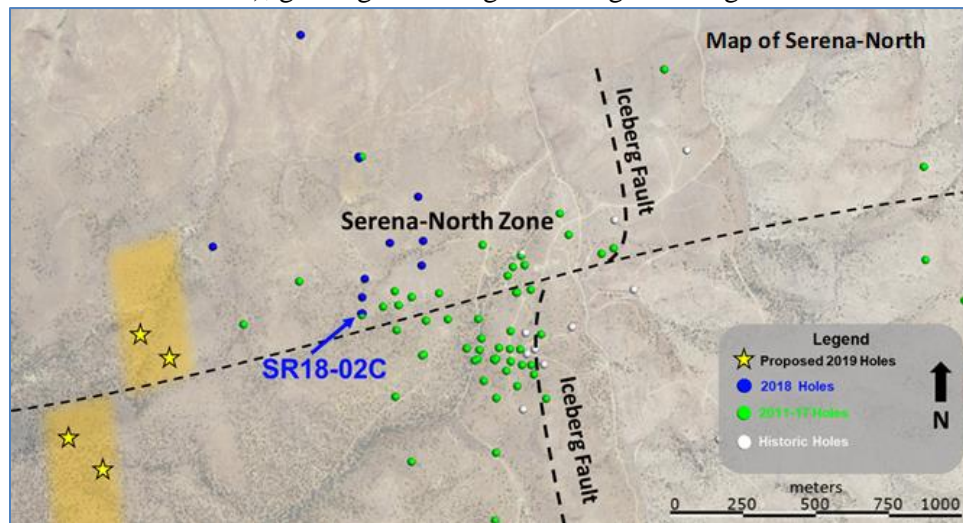 Map of Serena-North
Iceberg Fault
Serena-North Zone
SR18-02C
Iceberg Fault
Legend
Proposed 2019 Holes
2018 Holes
2011-17 Holes
Historic Holes
N
meters
0 250 500 750 1000